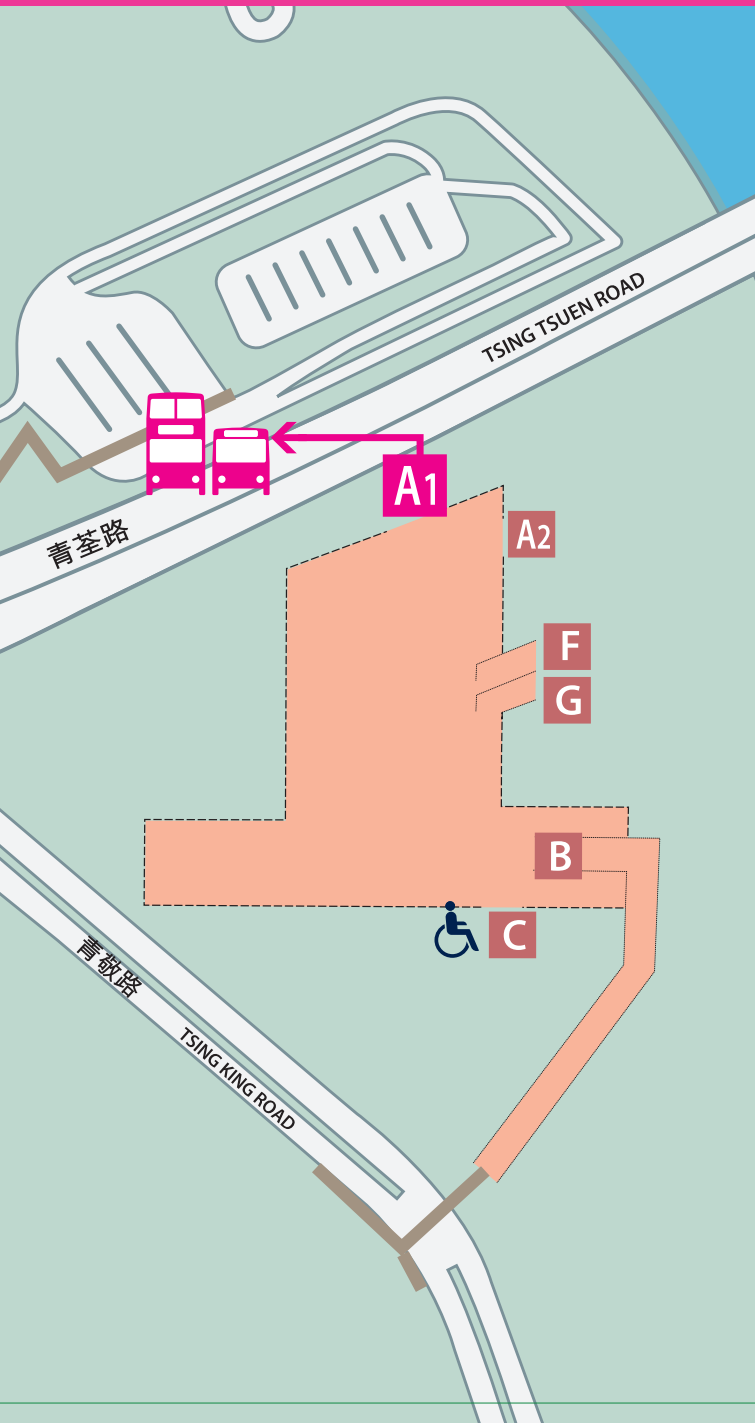 TSING TSUEN ROAD
A1
青荃路
A2
F
G
B
C
青敬路
TSING KING ROAD